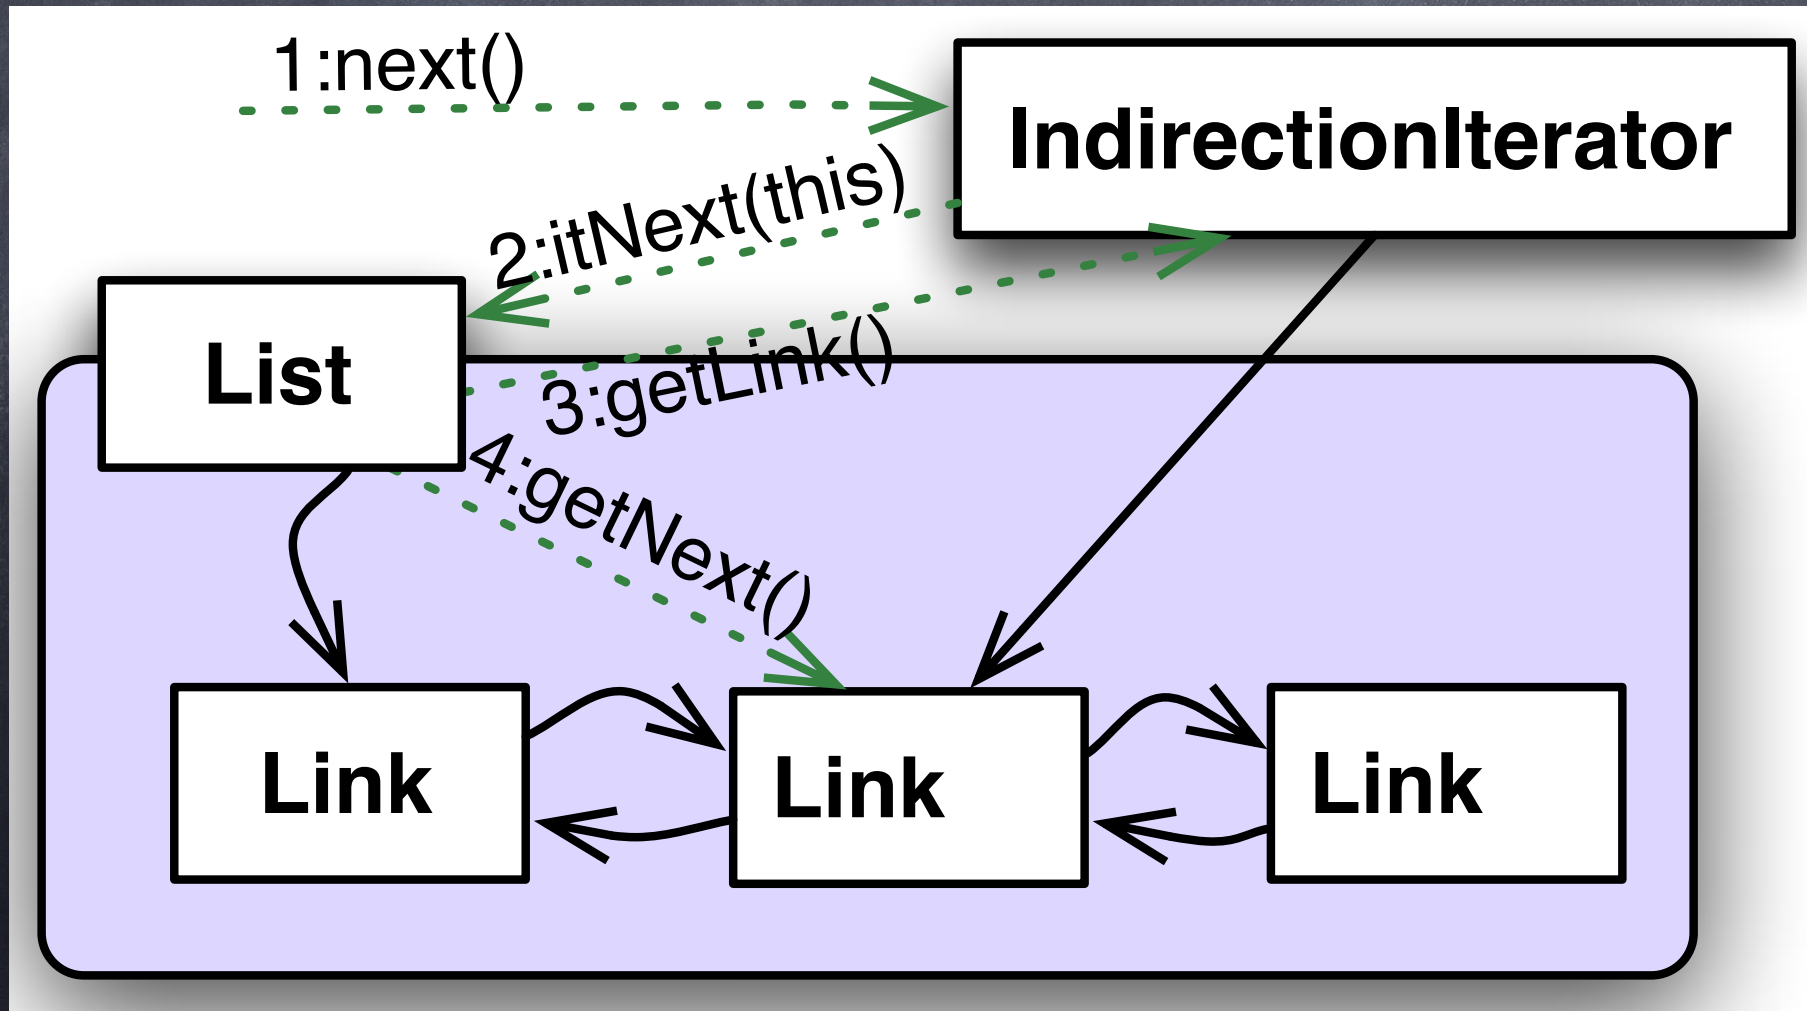 1:next()
IndirectionIterator
2:itNext(this)
List
3:getLink()
4:getNext()
Link
Link
Link